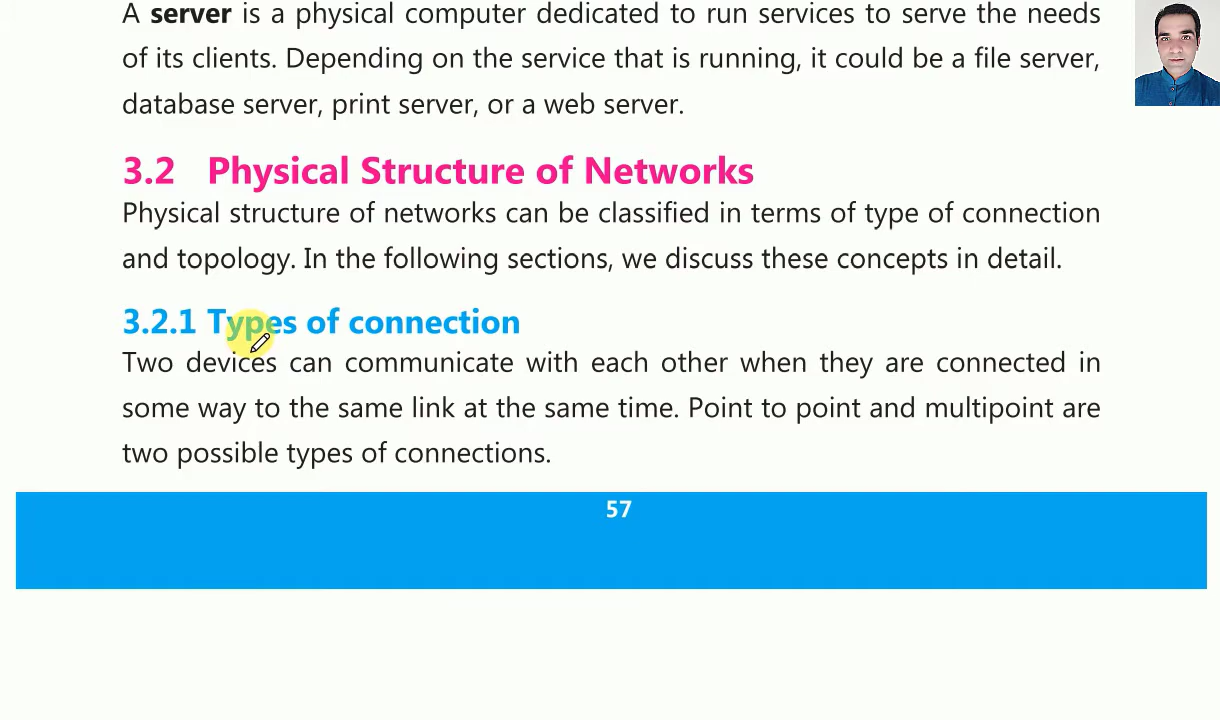 A server is a physical computer dedicated to run services to serve the needs
of its clients. Depending on the service that is running, it could be a file server,
database server, print server, or a web server.
3.2 Physical Structure of Networks
Physical structure of networks can be classified in terms of type of connection
and topology. In the following sections, we discuss these concepts in detail.
3.2.1 Types of connection
Two devices can communicate with each other when they are connected in
some way to the same link at the same time. Point to point and multipoint are
two possible types of connections.
57